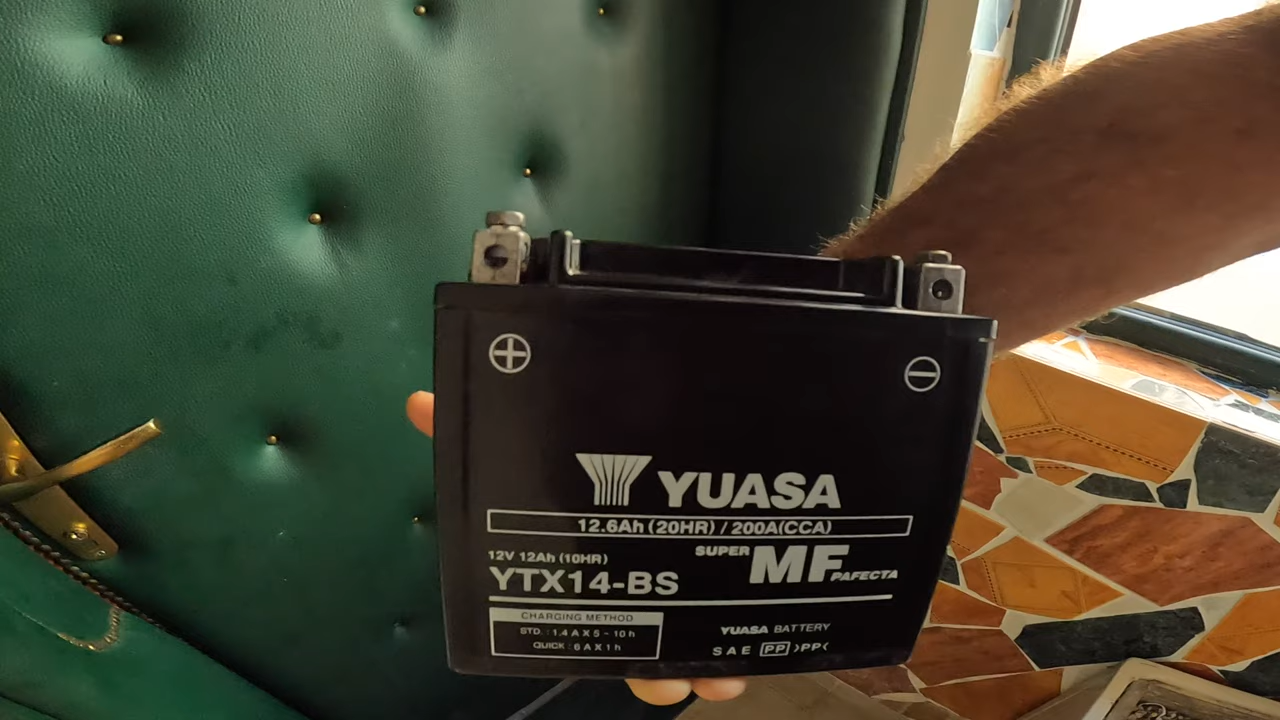 YUASA
12.6Ah (20HR) / 200A(CCA)
12V 12Ah (10HR)
SUPER MF PAFECTA
YTX14-BS
CHARGING METHOD
STD. : 1.4 A X 5 ~ 10 h
QUICK : 6 A X 1 h
YUASA BATTERY
S A E PP >PP<